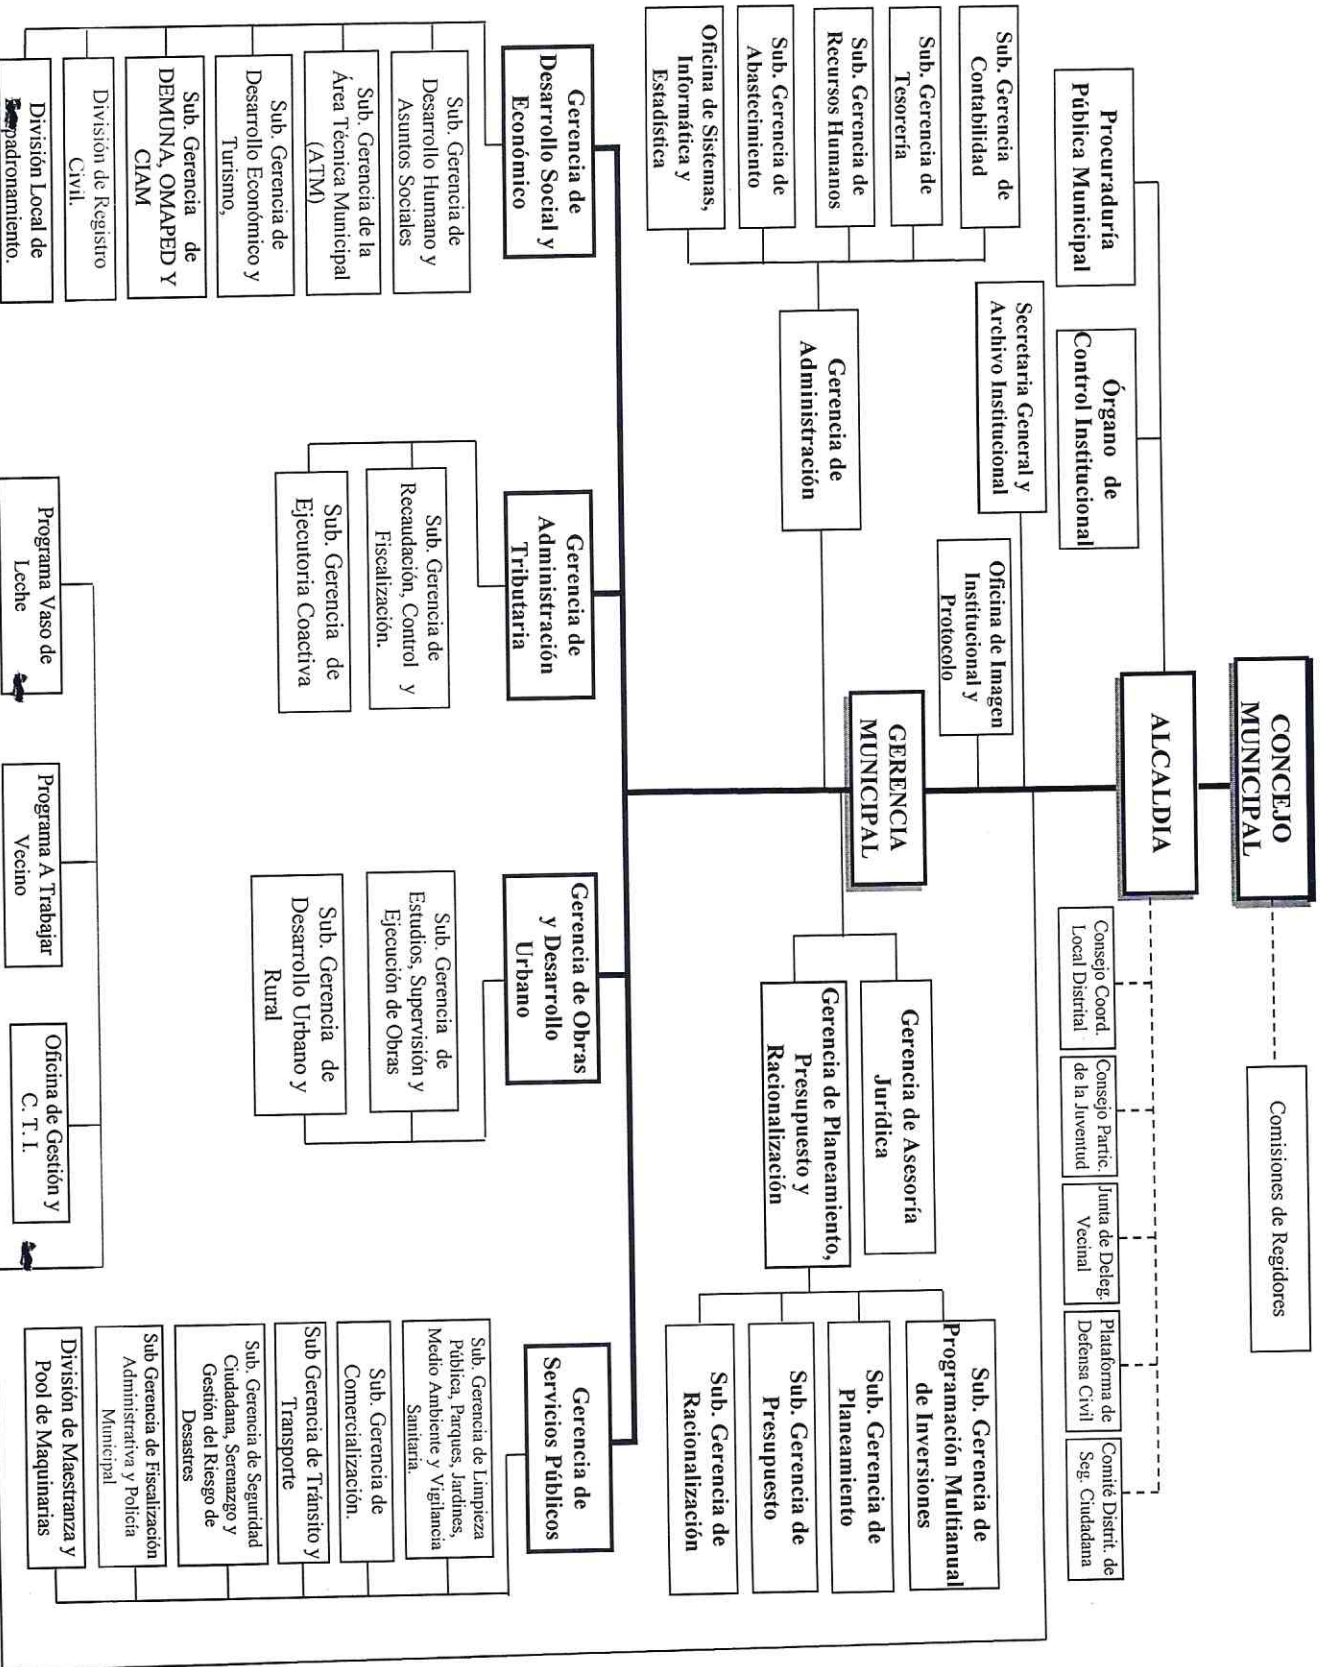 CONCEJO
MUNICIPAL
Comisiones de Regidores
ALCALDIA
Procuraduría
Pública Municipal
Órgano de
Control Institucional
Consejo Coord.
Local Distrital
Consejo Partic.
de la Juventud
Junta de Deleg.
Vecinal
Plataforma de
Defensa Civil
Comité Distrit. de
Seg. Ciudadana
Secretaria General y
Archivo Institucional
Oficina de Imagen
Institucional y
Protocolo
GERENCIA
MUNICIPAL
Sub. Gerencia de
Contabilidad
Sub. Gerencia de
Tesorería
Sub. Gerencia de
Recursos Humanos
Sub. Gerencia de
Abastecimiento
Oficina de Sistemas,
Informática y
Estadística
Gerencia de
Administración
Gerencia de Asesoría
Jurídica
Gerencia de Planeamiento,
Presupuesto y
Racionalización
Sub. Gerencia de
Programación Multianual
de Inversiones
Sub. Gerencia de
Planeamiento
Sub. Gerencia de
Presupuesto
Sub. Gerencia de
Racionalización
Gerencia de
Desarrollo Social y
Económico
Sub. Gerencia de
Desarrollo Humano y
Asuntos Sociales
Sub. Gerencia de la
Área Técnica Municipal
(ATM)
Sub. Gerencia de
Desarrollo Económico y
Turismo,
Sub. Gerencia de
DEMUNA, OMAPED Y
CIAM
División de Registro
Civil.
División Local de
padronamiento.
Gerencia de
Administración
Tributaria
Sub. Gerencia de
Recaudación, Control y
Fiscalización.
Sub. Gerencia de
Ejecutoria Coactiva
Gerencia de Obras
y Desarrollo
Urbano
Sub. Gerencia de
Estudios, Supervisión y
Ejecución de Obras
Sub. Gerencia de
Desarrollo Urbano y
Rural
Gerencia de
Servicios Públicos
Sub. Gerencia de Limpieza
Pública, Parques, Jardines,
Medio Ambiente y Vigilancia
Sanitaria.
Sub. Gerencia de
Comercialización.
Sub Gerencia de Tránsito y
Transporte
Sub. Gerencia de Seguridad
Ciudadana, Serenazgo y
Gestión del Riesgo de
Desastres
Sub Gerencia de Fiscalización
Administrativa y Policía
Municipal
División de Maestranza y
Pool de Maquinarias
Programa Vaso de
Leche
Programa A Trabajar
Vecino
Oficina de Gestión y
C. T. I.